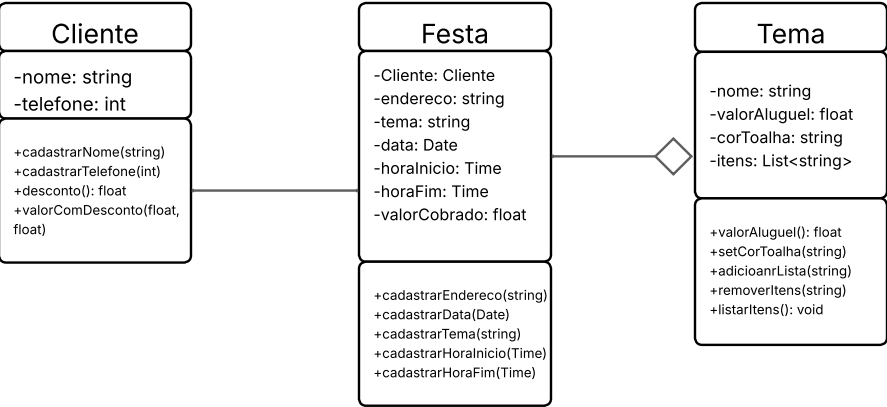 Cliente
-nome: string
-telefone: int
+cadastrarNome(string)
+cadastrarTelefone(int)
+desconto(): float
+valorComDesconto(float,
float)
Festa
-Cliente: Cliente
-endereco: string
-tema: string
-data: Date
-horaInicio: Time
-horaFim: Time
-valorCobrado: float
+cadastrarEndereco(string)
+cadastrarData(Date)
+cadastrarTema(string)
+cadastrarHoraInicio(Time)
+cadastrarHoraFim(Time)
Tema
-nome: string
-valorAluguel: float
-corToalha: string
-itens: List<string>
+valorAluguel(): float
+setCorToalha(string)
+adicioanrLista(string)
+removerItens(string)
+listarItens(): void